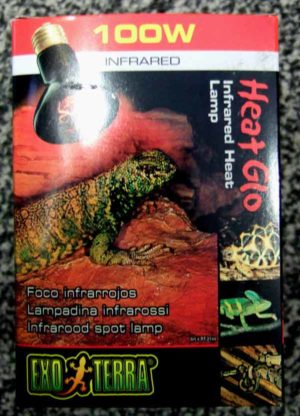 100W
INFRARED
Heat Glo
Infrared Heat
Lamp
Foco infrarrojos
Lampadina infrarossi
Infrarood spot lamp
EXO TERRA